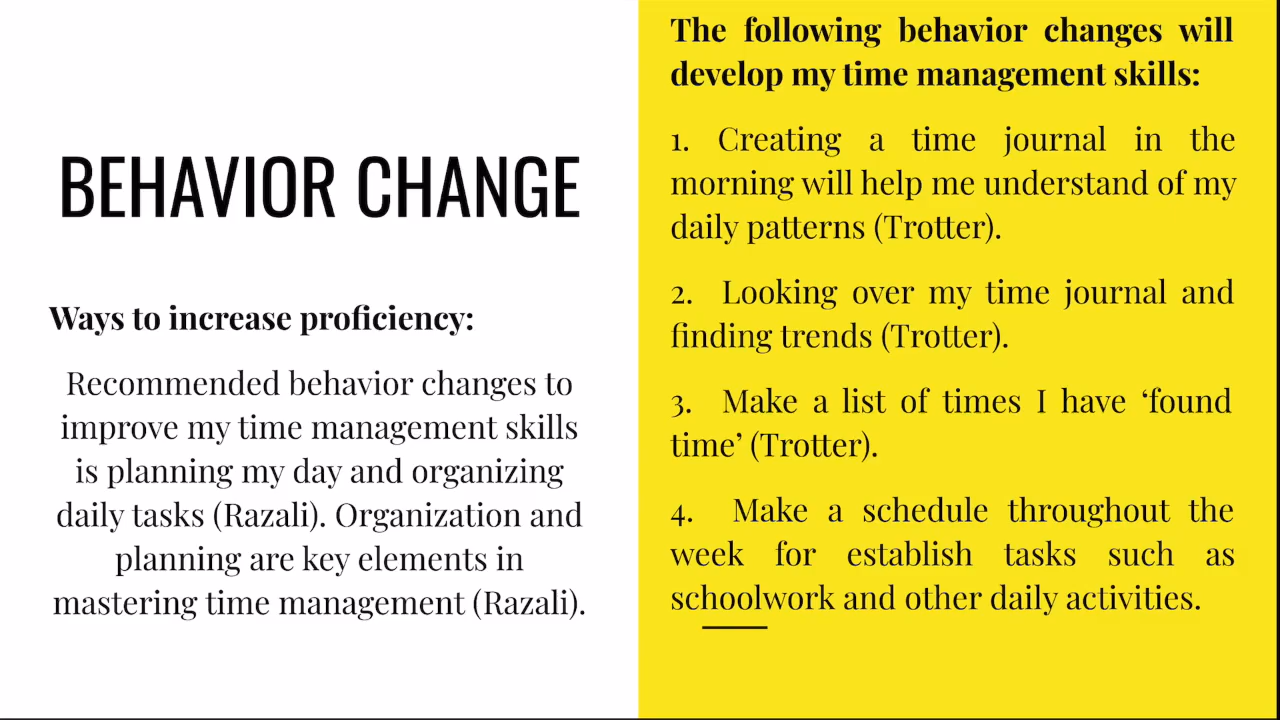 BEHAVIOR CHANGE
Ways to increase proficiency:
Recommended behavior changes to
improve my time management skills
is planning my day and organizing
daily tasks (Razali). Organization and
planning are key elements in
mastering time management (Razali).
The following behavior changes will
develop my time management skills:
1. Creating a time journal in the
morning will help me understand of my
daily patterns (Trotter).
2. Looking over my time journal and
finding trends (Trotter).
3. Make a list of times I have ‘found
time’ (Trotter).
4. Make a schedule throughout the
week for establish tasks such as
schoolwork and other daily activities.